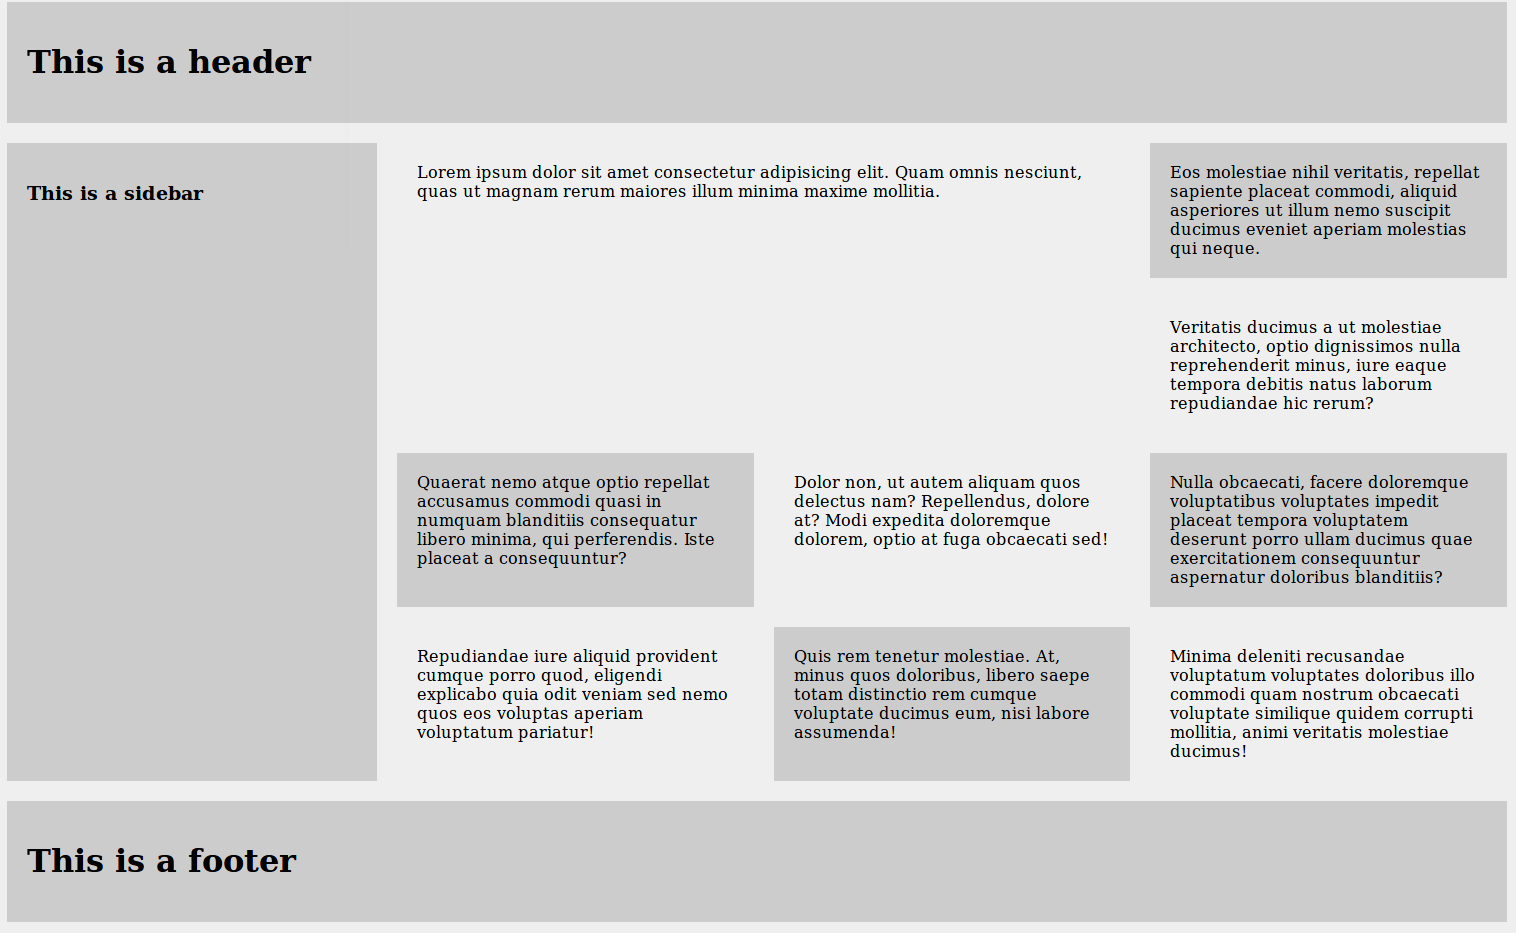 This is a header
This is a sidebar
Lorem ipsum dolor sit amet consectetur adipisicing elit. Quam omnis nesciunt,
quas ut magnam rerum maiores illum minima maxime mollitia.
Eos molestiae nihil veritatis, repellat
sapiente placeat commodi, aliquid
asperiores ut illum nemo suscipit
ducimus eveniet aperiam molestias
qui neque.
Veritatis ducimus a ut molestiae
architecto, optio dignissimos nulla
reprehenderit minus, iure eaque
tempora debitis natus laborum
repudiandae hic rerum?
Quaerat nemo atque optio repellat
accusamus commodi quasi in
numquam blanditiis consequatur
libero minima, qui perferendis. Iste
placeat a consequuntur?
Dolor non, ut autem aliquam quos
delectus nam? Repellendus, dolore
at? Modi expedita doloremque
dolorem, optio at fuga obcaecati sed!
Nulla obcaecati, facere doloremque
voluptatibus voluptates impedit
placeat tempora voluptatem
deserunt porro ullam ducimus quae
exercitationem consequuntur
aspernatur doloribus blanditiis?
Repudiandae iure aliquid provident
cumque porro quod, eligendi
explicabo quia odit veniam sed nemo
quos eos voluptas aperiam
voluptatum pariatur!
Quis rem tenetur molestiae. At,
minus quos doloribus, libero saepe
totam distinctio rem cumque
voluptate ducimus eum, nisi labore
assumenda!
Minima deleniti recusandae
voluptatum voluptates doloribus illo
commodi quam nostrum obcaecati
voluptate similique quidem corrupti
mollitia, animi veritatis molestiae
ducimus!
This is a footer